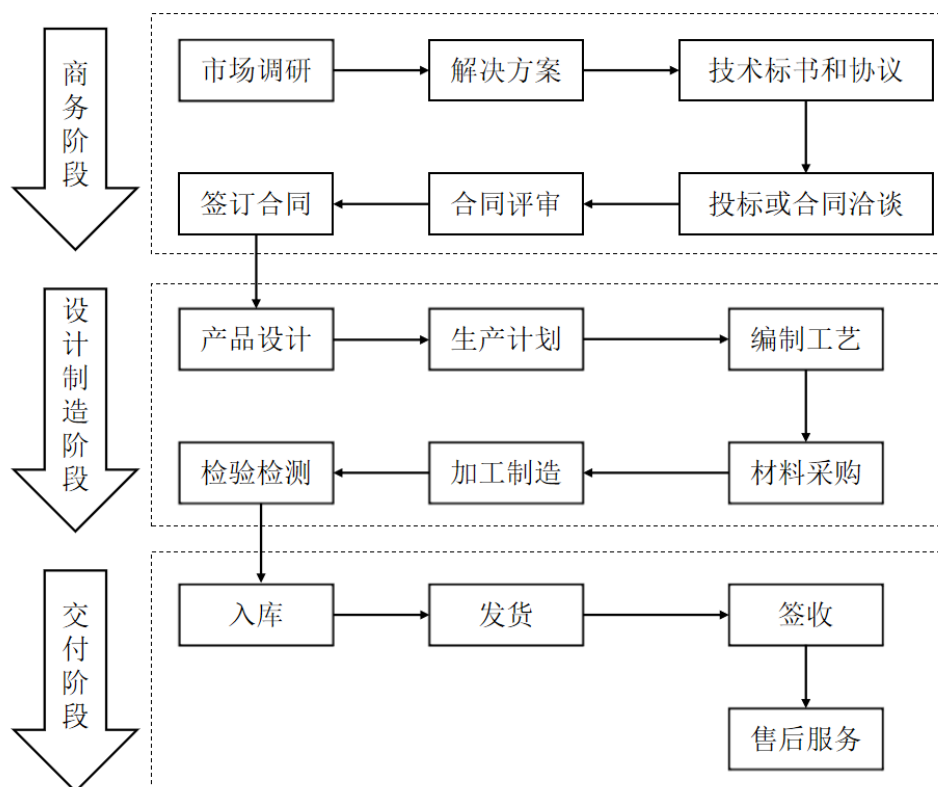 商务阶段
市场调研
解决方案
技术标书和协议
签订合同
合同评审
投标或合同洽谈
设计制造阶段
产品设计
生产计划
编制工艺
检验检测
加工制造
材料采购
交付阶段
入库
发货
签收
售后服务